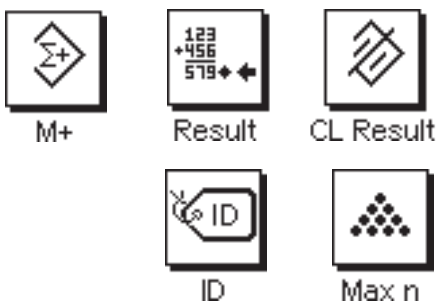 Σ+
M+
123
+456
579
Result
CL Result
ID
ID
Max n